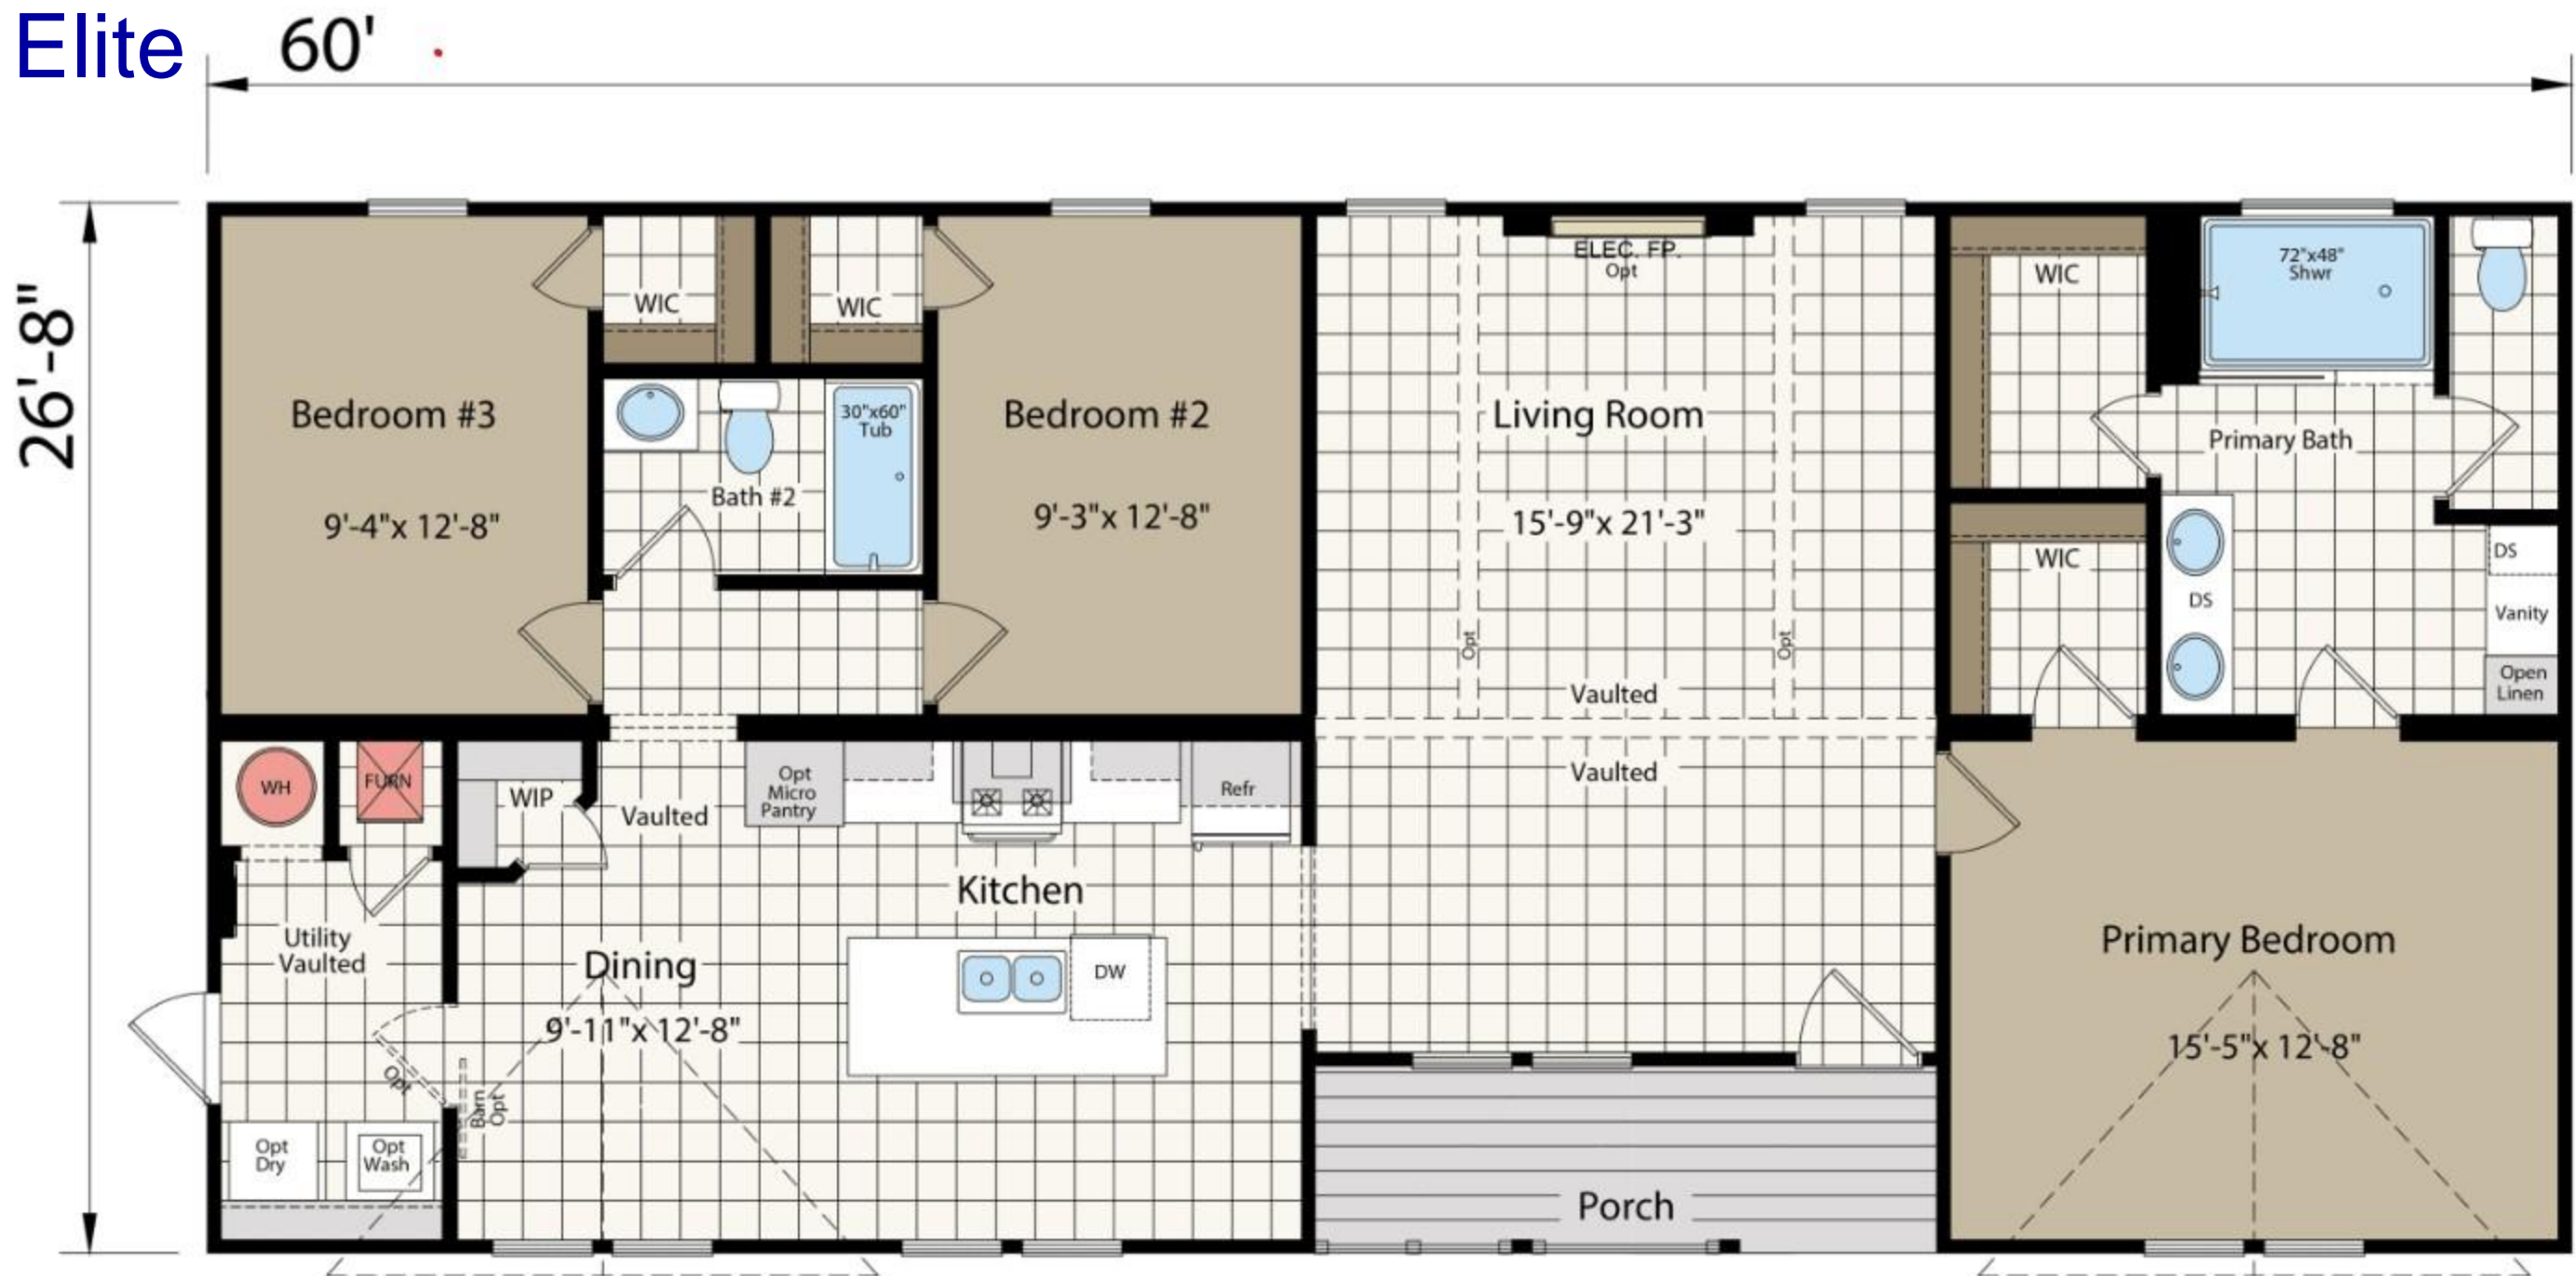 Elite
60'
26'-8"
WIC
WIC
ELEC. FP.
Opt
WIC
72"x48"
Shwr
Bedroom #3
9'-4"x 12'-8"
30"x60"
Tub
Bath #2
Bedroom #2
9'-3"x 12'-8"
Living Room
15'-9"x 21'-3"
Opt
Opt
Vaulted
Vaulted
Primary Bath
WIC
DS
DS
Vanity
Open
Linen
WH
FURN
WIP
Vaulted
Opt
Micro
Pantry
Refr
Kitchen
Utility
Vaulted
Dining
9'-11"x 12'-8"
DW
Opt
Barn
Opt
Opt
Dry
Opt
Wash
Primary Bedroom
15'-5"x 12'-8"
Porch